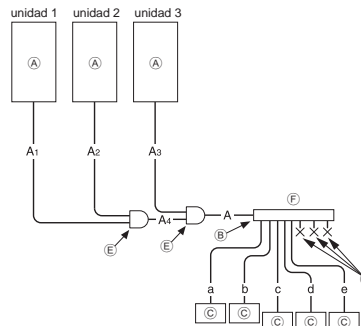 unidad 1 unidad 2 unidad 3
Ⓐ Ⓐ Ⓐ
A1 A2 A3
A4 A Ⓕ
Ⓔ Ⓔ Ⓑ
a b c d e
Ⓒ Ⓒ Ⓒ Ⓒ Ⓒ